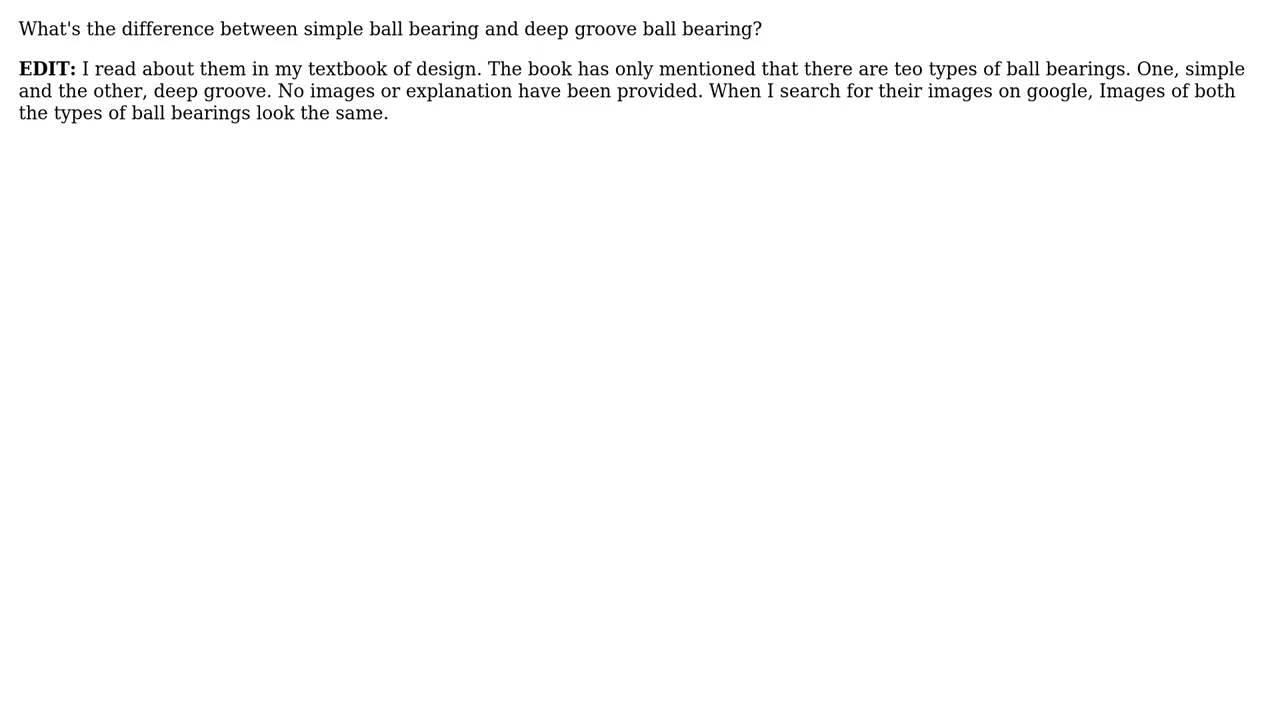 What's the difference between simple ball bearing and deep groove ball bearing?
EDIT: I read about them in my textbook of design. The book has only mentioned that there are teo types of ball bearings. One, simple
and the other, deep groove. No images or explanation have been provided. When I search for their images on google, Images of both
the types of ball bearings look the same.